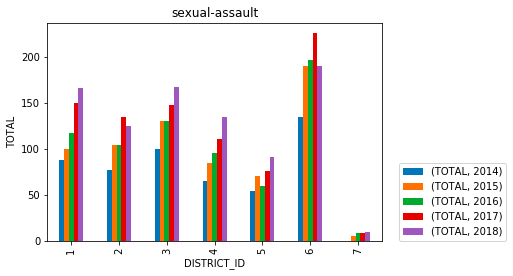 sexual-assault
TOTAL
200
150
100
50
0
1 2 3 4 5 6 7
DISTRICT_ID
(TOTAL, 2014)
(TOTAL, 2015)
(TOTAL, 2016)
(TOTAL, 2017)
(TOTAL, 2018)